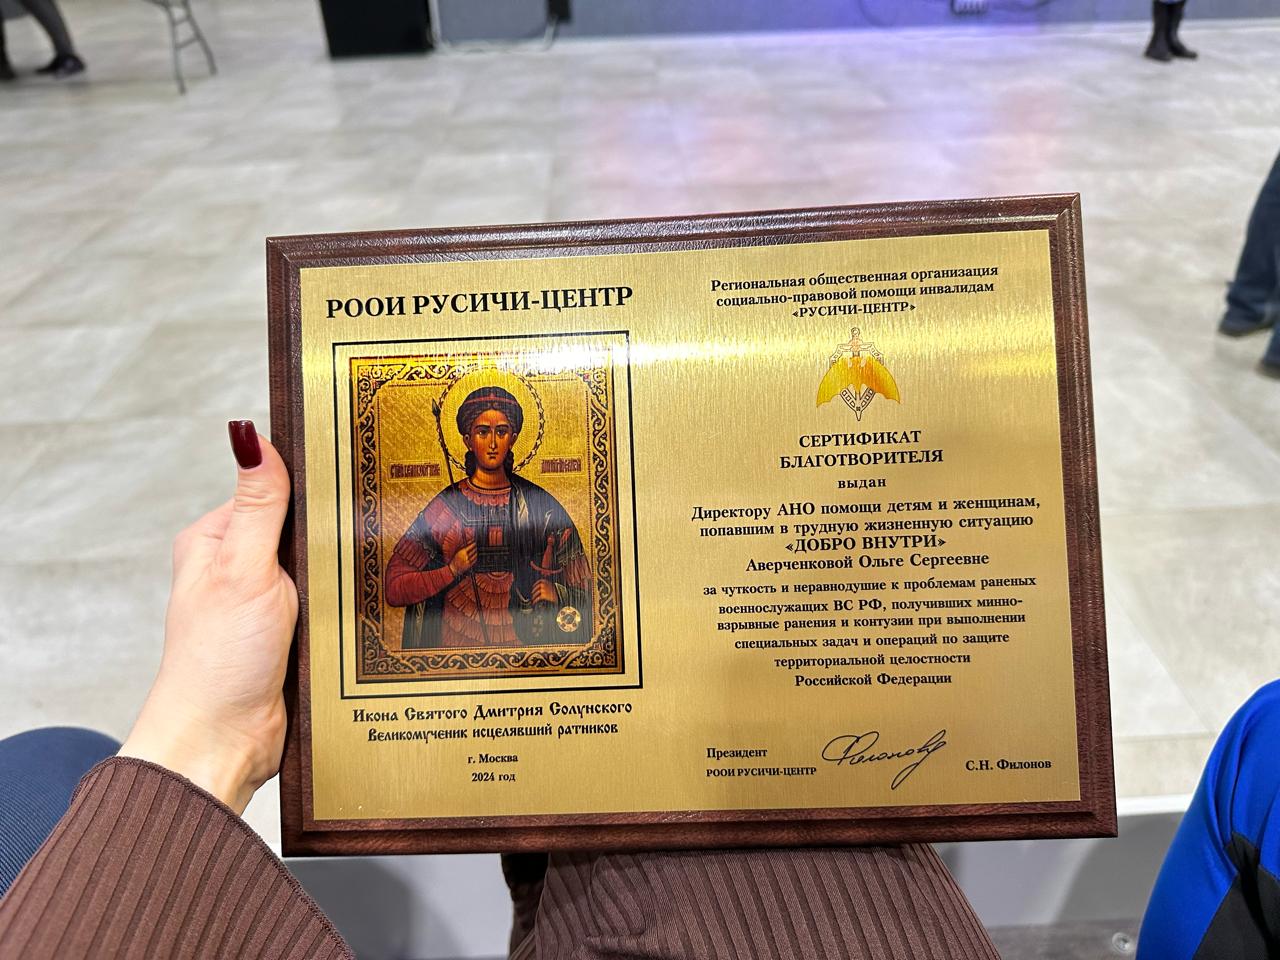 РООИ РУСИЧИ-ЦЕНТР
Икона Святого Дмитрия Солунского
Великомученик исцелявший ратников
г. Москва
2024 год
Региональная общественная организация
социально-правовой помощи инвалидам
«РУСИЧИ-ЦЕНТР»
СЕРТИФИКАТ
БЛАГОТВОРИТЕЛЯ
выдан
Директору АНО помощи детям и женщинам,
попавшим в трудную жизненную ситуацию
«ДОБРО ВНУТРИ»
Аверченковой Ольге Сергеевне
за чуткость и неравнодушие к проблемам раненых
военнослужащих ВС РФ, получивших минно-
взрывные ранения и контузии при выполнении
специальных задач и операций по защите
территориальной целостности
Российской Федерации
Президент
РООИ РУСИЧИ-ЦЕНТР
С.Н. Филонов